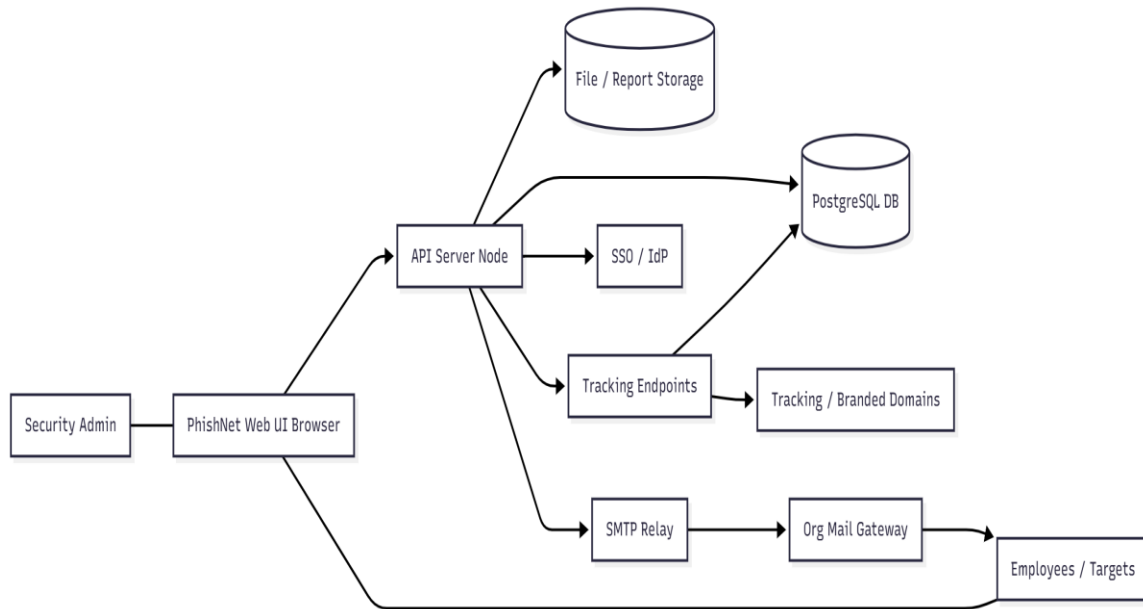 File / Report Storage
PostgreSQL DB
API Server Node
SSO / IdP
Tracking Endpoints
Tracking / Branded Domains
Security Admin
PhishNet Web UI Browser
SMTP Relay
Org Mail Gateway
Employees / Targets